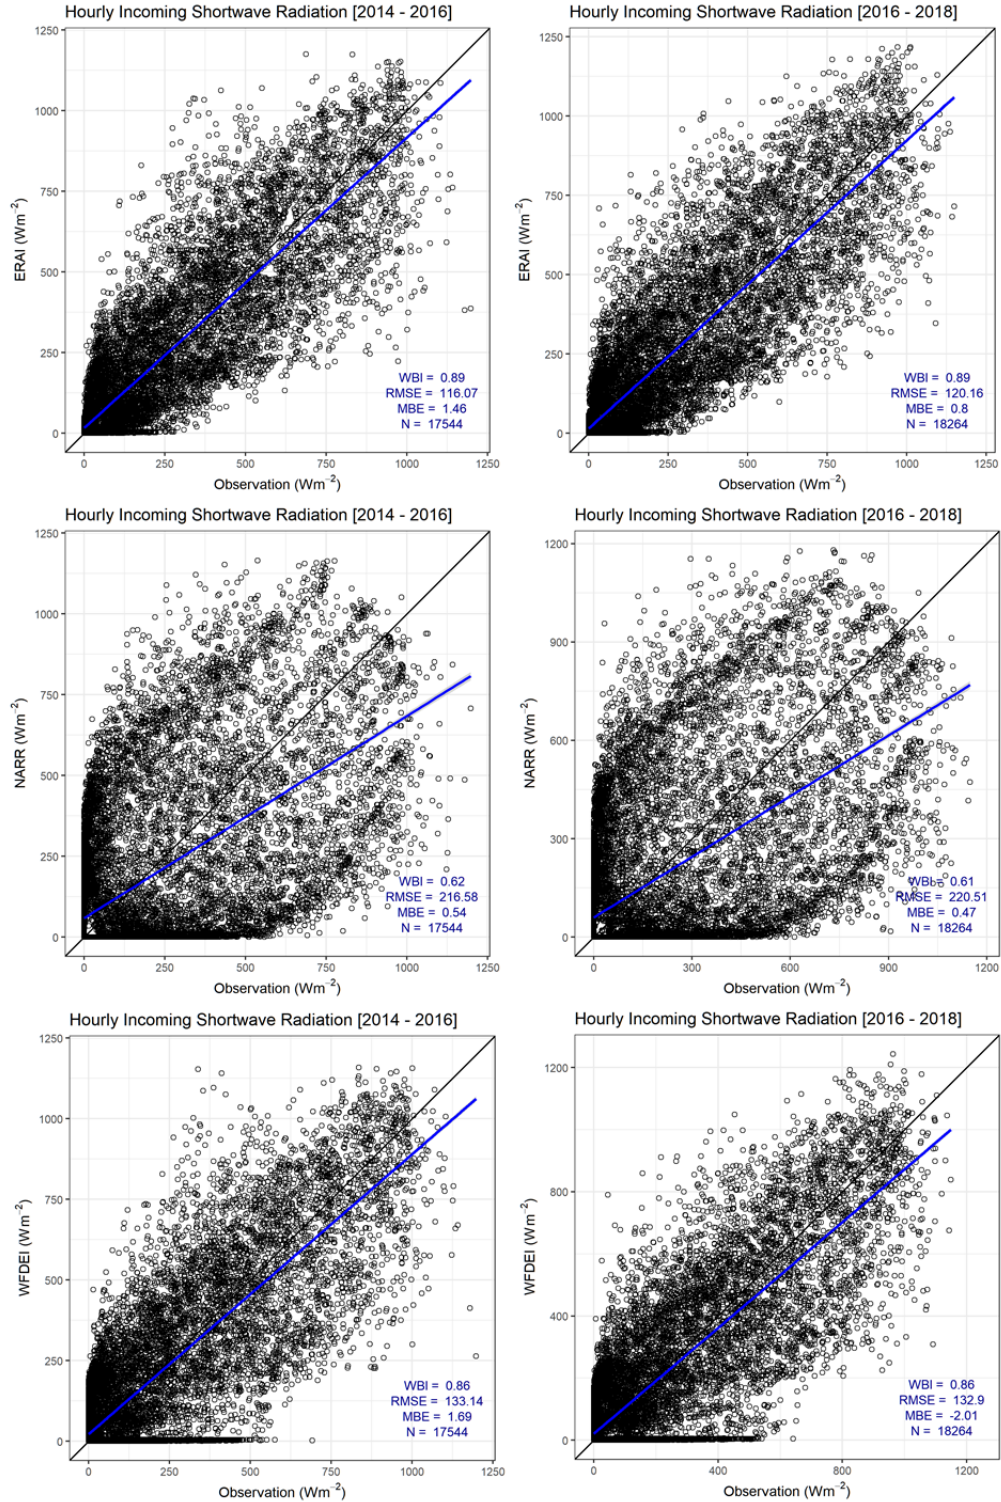 Hourly Incoming Shortwave Radiation [2014 - 2016]
1250
1000
750
500
250
0
ERAI (Wm⁻²)
WBI = 0.89
RMSE = 116.07
MBE = 1.46
N = 17544
0 250 500 750 1000 1250
Observation (Wm⁻²)
Hourly Incoming Shortwave Radiation [2016 - 2018]
1250
1000
750
500
250
0
ERAI (Wm⁻²)
WBI = 0.89
RMSE = 120.16
MBE = 0.8
N = 18264
0 250 500 750 1000 1250
Observation (Wm⁻²)
Hourly Incoming Shortwave Radiation [2014 - 2016]
1250
1000
750
500
250
0
NARR (Wm⁻²)
WBI = 0.62
RMSE = 216.58
MBE = 0.54
N = 17544
0 250 500 750 1000 1250
Observation (Wm⁻²)
Hourly Incoming Shortwave Radiation [2016 - 2018]
1200
900
600
300
0
NARR (Wm⁻²)
WBI = 0.61
RMSE = 220.51
MBE = 0.47
N = 18264
0 300 600 900 1200
Observation (Wm⁻²)
Hourly Incoming Shortwave Radiation [2014 - 2016]
1250
1000
750
500
250
0
WFDEI (Wm⁻²)
WBI = 0.86
RMSE = 133.14
MBE = 1.69
N = 17544
0 250 500 750 1000 1250
Observation (Wm⁻²)
Hourly Incoming Shortwave Radiation [2016 - 2018]
1200
800
400
0
WFDEI (Wm⁻²)
WBI = 0.86
RMSE = 132.9
MBE = -2.01
N = 18264
0 400 800 1200
Observation (Wm⁻²)